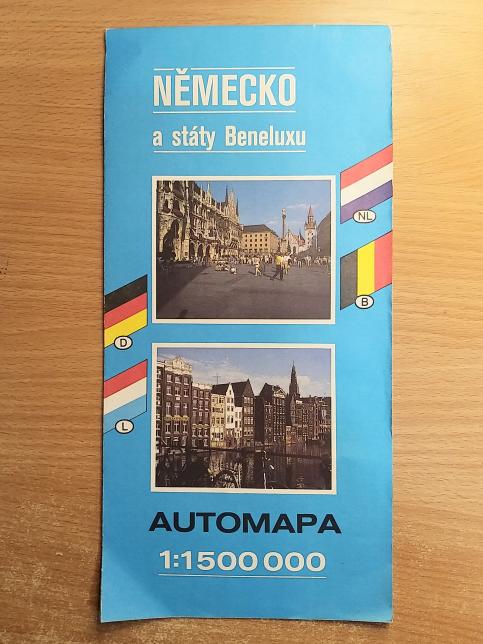 NĚMECKO
a státy Beneluxu
NL
B
D
L
AUTOMAPA
1:1500 000